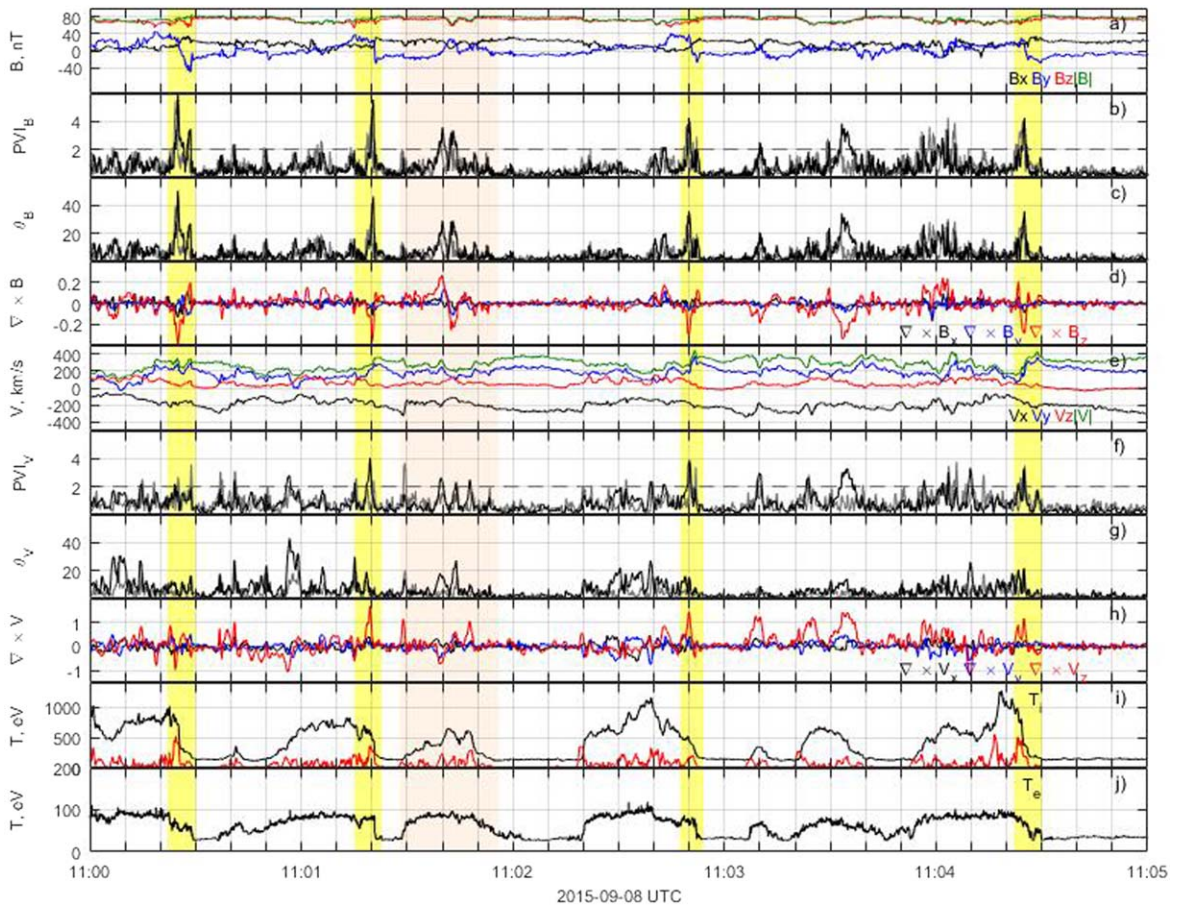 80
40
0
-40
B, nT
a)
Bx By Bz |B|
4
2
PVI_B
b)
40
20
ϑ_B
c)
0.2
0
-0.2
∇ × B
d)
∇ × B_x ∇ × B_y ∇ × B_z
400
200
0
-200
-400
V, km/s
e)
Vx Vy Vz |V|
4
2
PVI_V
f)
40
20
ϑ_V
g)
1
0
-1
∇ × V
h)
∇ × V_x ∇ × V_y ∇ × V_z
1000
500
T, eV
T_i
i)
200
100
0
T, eV
T_e
j)
11:00 11:01 11:02 11:03 11:04 11:05
2015-09-08 UTC